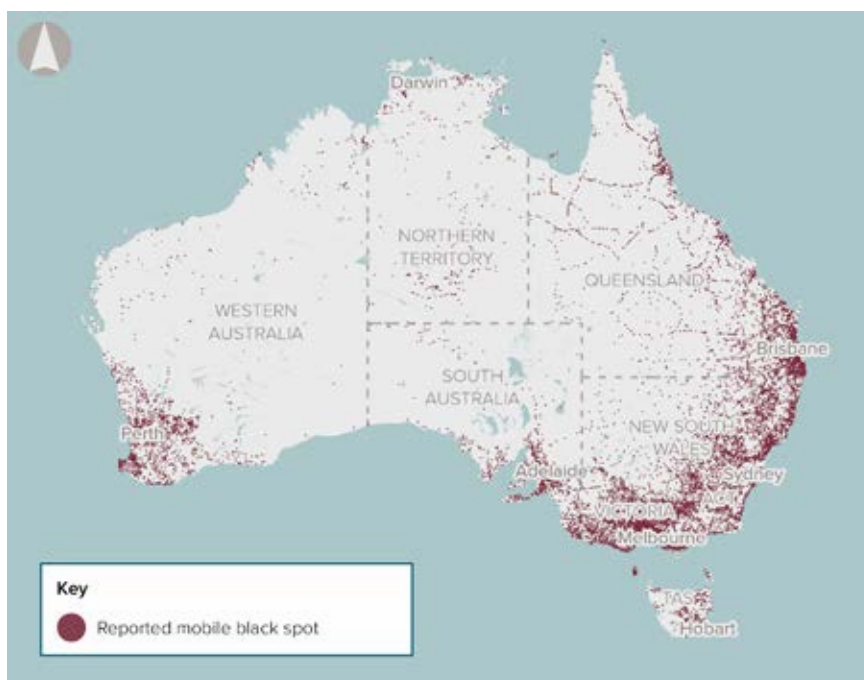 Darwin
NORTHERN
TERRITORY
QUEENSLAND
WESTERN
AUSTRALIA
Brisbane
SOUTH
AUSTRALIA
NEW SOUTH
WALES
Perth
Adelaide
Sydney
ACT
VICTORIA
Melbourne
TAS
Hobart
Key
Reported mobile black spot